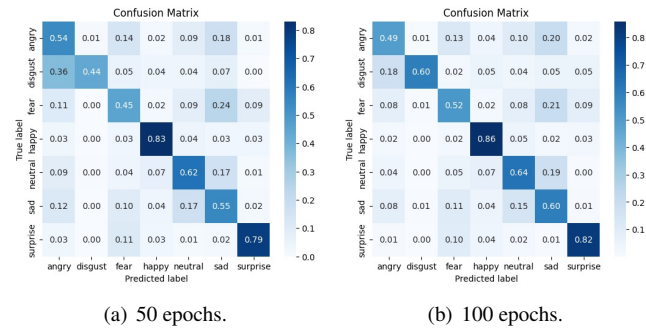 Confusion Matrix
angry 0.54 0.01 0.14 0.02 0.09 0.18 0.01
disgust 0.36 0.44 0.05 0.04 0.04 0.07 0.00
fear 0.11 0.00 0.45 0.02 0.09 0.24 0.09
happy 0.03 0.00 0.03 0.83 0.04 0.03 0.03
neutral 0.09 0.00 0.04 0.07 0.62 0.17 0.01
sad 0.12 0.00 0.10 0.04 0.17 0.55 0.02
surprise 0.03 0.00 0.11 0.03 0.01 0.02 0.79
angry disgust fear happy neutral sad surprise
Predicted label
True label
0.8
0.7
0.6
0.5
0.4
0.3
0.2
0.1
0.0
(a) 50 epochs.
Confusion Matrix
angry 0.49 0.01 0.13 0.04 0.10 0.20 0.02
disgust 0.18 0.60 0.02 0.05 0.04 0.05 0.05
fear 0.08 0.01 0.52 0.02 0.08 0.21 0.09
happy 0.02 0.00 0.02 0.86 0.05 0.02 0.03
neutral 0.04 0.00 0.05 0.07 0.64 0.19 0.00
sad 0.08 0.01 0.11 0.04 0.15 0.60 0.01
surprise 0.01 0.00 0.10 0.04 0.02 0.01 0.82
angry disgust fear happy neutral sad surprise
Predicted label
True label
0.8
0.7
0.6
0.5
0.4
0.3
0.2
0.1
(b) 100 epochs.